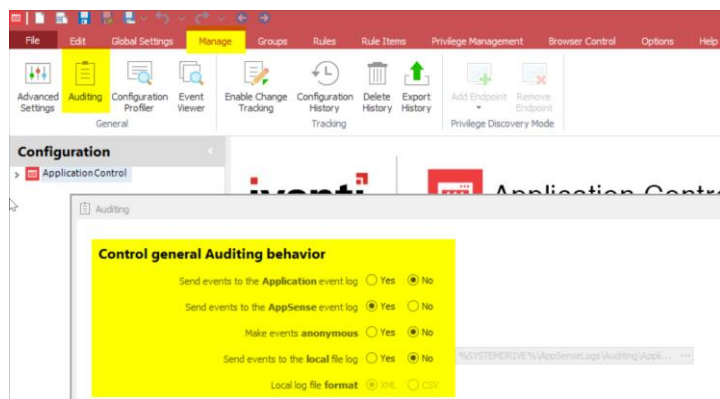 File Edit Global Settings Manage Groups Rules Rule Items Privilege Management Browser Control Options Help
Advanced Settings Auditing Configuration Profiler Event Viewer Enable Change Tracking Configuration History Delete History Export History Add Endpoint Remove Endpoint
General Tracking Privilege Discovery Mode
Configuration
Application Control
ivanti Application Contr
Auditing
Control general Auditing behavior
Send events to the Application event log Yes No
Send events to the AppSense event log Yes No
Make events anonymous Yes No
Send events to the local file log Yes No %SYSTEMDRIVE%\AppSenseLogs\Auditing\Appli... ...
Local log file format XML CSV